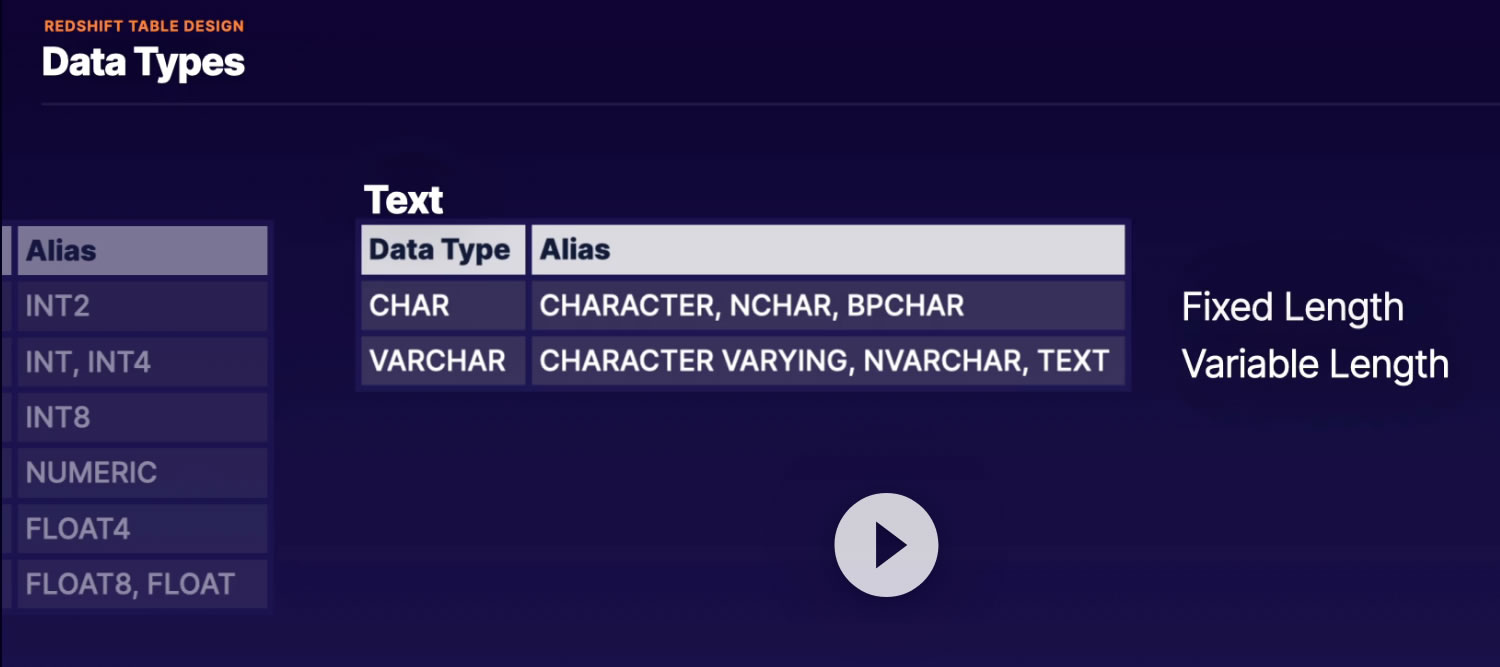 REDSHIFT TABLE DESIGN
Data Types
Alias
INT2
INT, INT4
INT8
NUMERIC
FLOAT4
FLOAT8, FLOAT
Text
Data Type Alias
CHAR CHARACTER, NCHAR, BPCHAR Fixed Length
VARCHAR CHARACTER VARYING, NVARCHAR, TEXT Variable Length